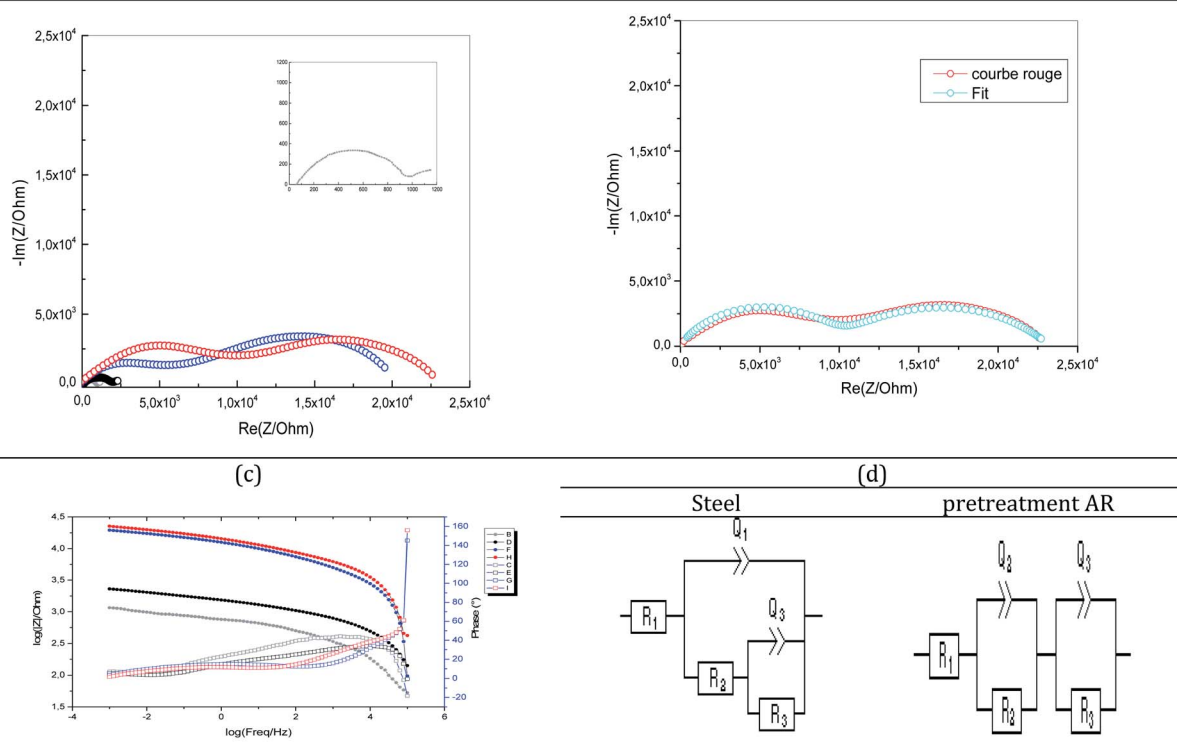 2,5x10⁴
2,0x10⁴
1,5x10⁴
1,0x10⁴
5,0x10³
0,0
-Im(Z/Ohm)
0,0
5,0x10³
1,0x10⁴
1,5x10⁴
2,0x10⁴
2,5x10⁴
Re(Z/Ohm)
1200
1000
800
600
400
200
0
0
200
400
600
800
1000
1200
2,5x10⁴
2,0x10⁴
1,5x10⁴
1,0x10⁴
5,0x10³
0,0
-Im(Z/Ohm)
courbe rouge
Fit
0,0
5,0x10³
1,0x10⁴
1,5x10⁴
2,0x10⁴
2,5x10⁴
Re(Z/Ohm)
(c)
(d)
4,5
4,0
3,5
3,0
2,5
2,0
1,5
log(|Z|/Ohm)
-4
-2
0
2
4
6
log(Freq/Hz)
160
140
120
100
80
60
40
20
0
-20
Phase (°)
B
D
F
H
C
E
G
I
Steel
pretreatment AR
Q₁
Q₃
R₁
R₂
R₃
Q₂
Q₃
R₁
R₂
R₃